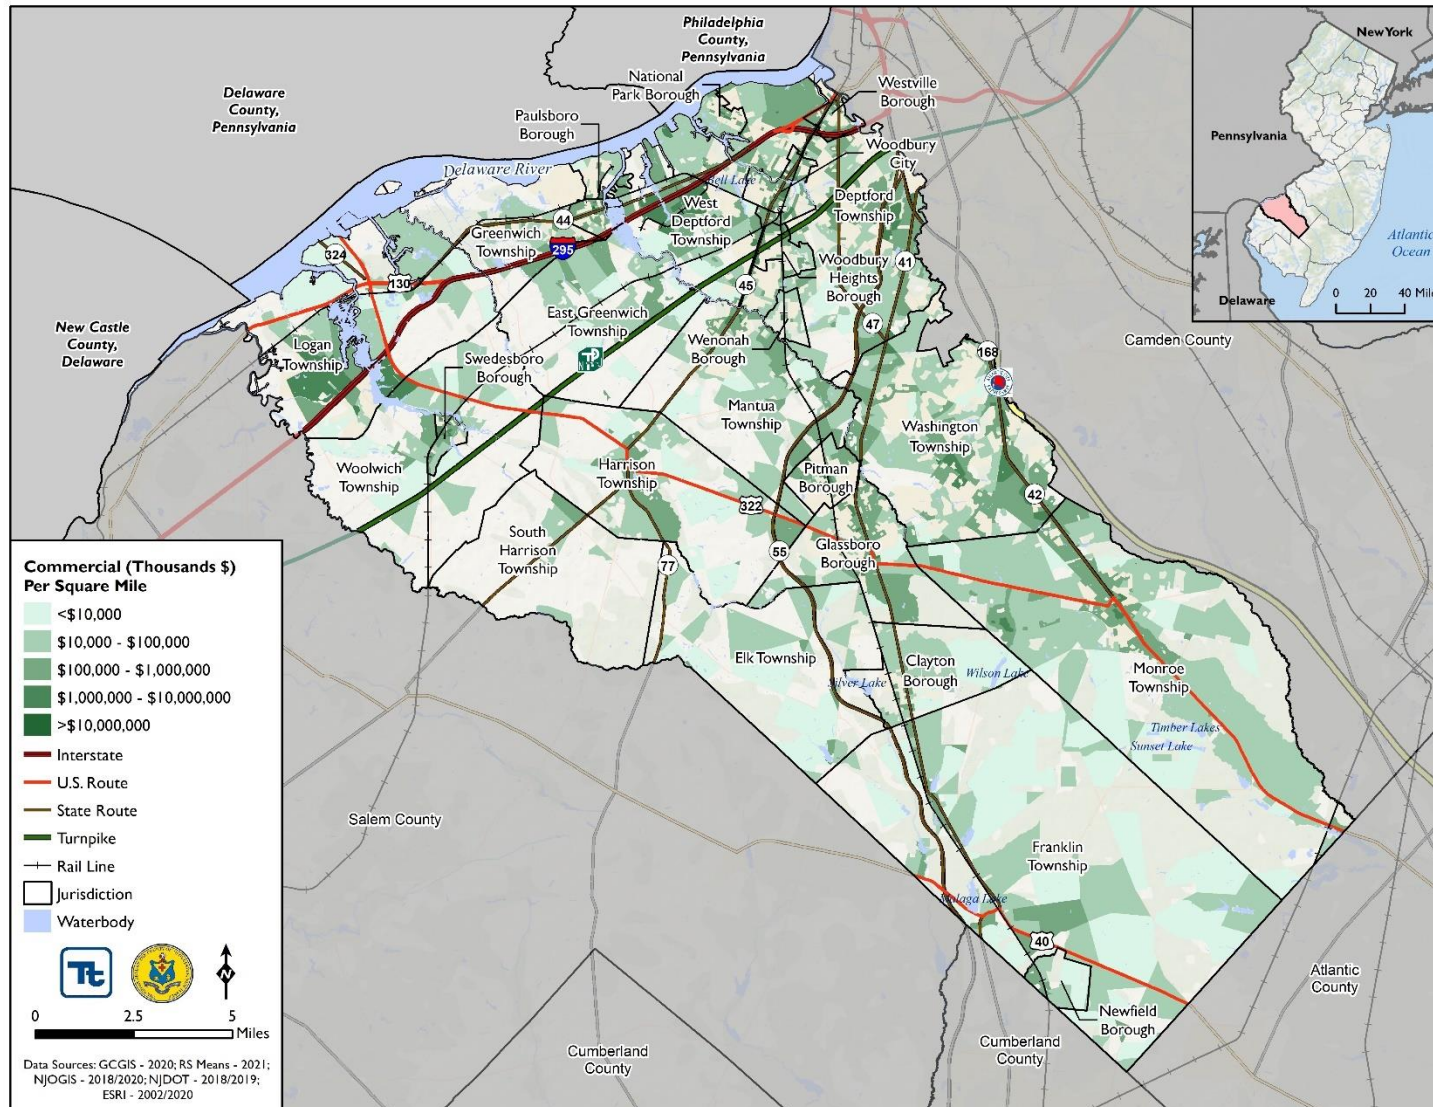 Philadelphia
County,
Pennsylvania
National
Park Borough
Westville
Borough
Delaware
County,
Pennsylvania
Paulsboro
Borough
Woodbury
City
Delaware River
West
Deptford
Township
Deptford
Township
44
Greenwich
Township
295
324
130
Woodbury
Heights
Borough
41
45
47
New Castle
County,
Delaware
East Greenwich
Township
Wenonah
Borough
Logan
Township
Swedesboro
Borough
168
Camden County
Mantua
Township
Washington
Township
Woolwich
Township
Harrison
Township
Pitman
Borough
322
42
South
Harrison
Township
77
55
Glassboro
Borough
Elk Township
Clayton
Borough
Wilson Lake
Silver Lake
Monroe
Township
Timber Lakes
Sunset Lake
Salem County
Franklin
Township
Malaga Lake
40
Newfield
Borough
Atlantic
County
Cumberland
County
Cumberland
County
New York
Pennsylvania
Atlantic
Ocean
Delaware
0 20 40 Mile
Commercial (Thousands $)
Per Square Mile
<$10,000
$10,000 - $100,000
$100,000 - $1,000,000
$1,000,000 - $10,000,000
>$10,000,000
Interstate
U.S. Route
State Route
Turnpike
Rail Line
Jurisdiction
Waterbody
Tt
N
0 2.5 5
Miles
Data Sources: GCGIS - 2020; RS Means - 2021;
NJOGIS - 2018/2020; NJDOT - 2018/2019;
ESRI - 2002/2020